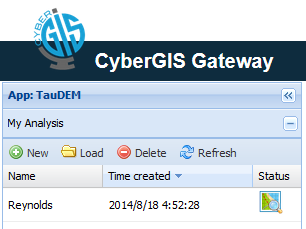 CYBER
GIS
CyberGIS Gateway
App: TauDEM
My Analysis
New Load Delete Refresh
Name Time created Status
Reynolds 2014/8/18 4:52:28